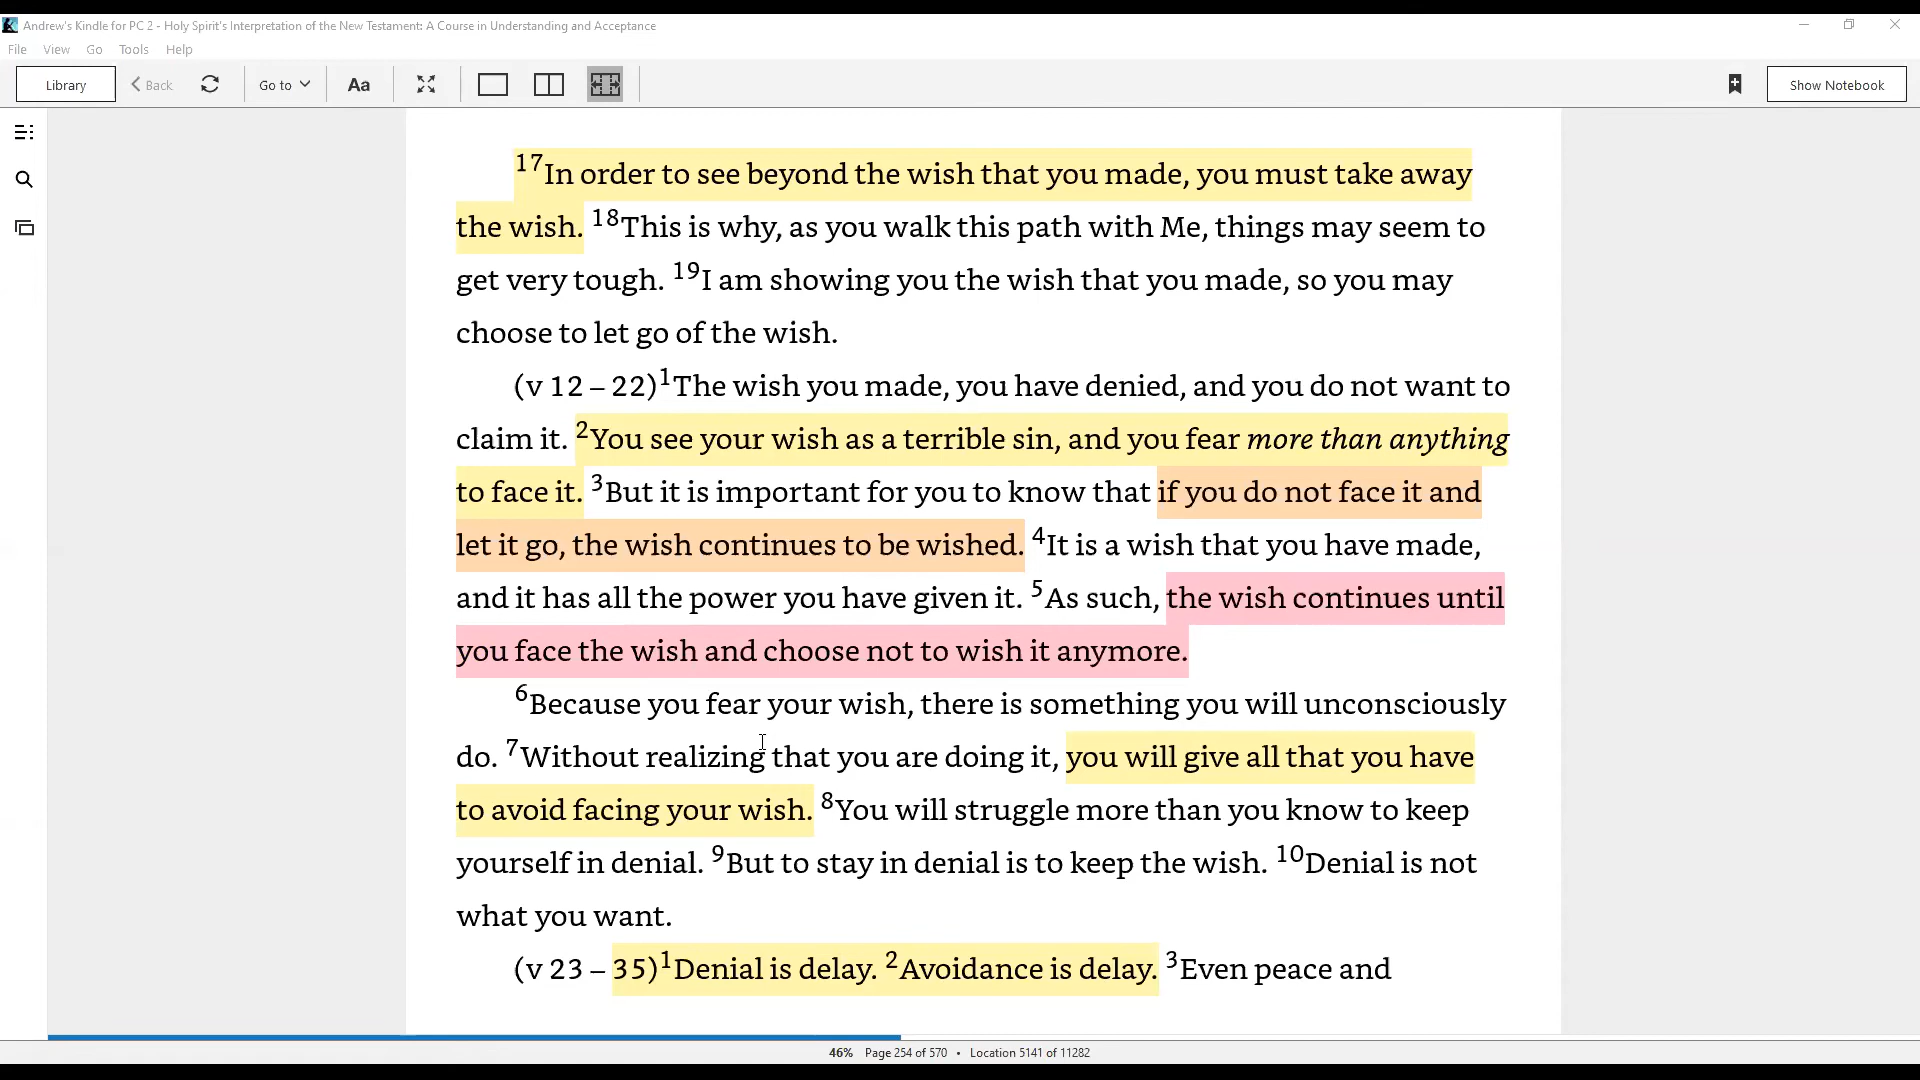 Andrew's Kindle for PC 2 - Holy Spirit's Interpretation of the New Testament: A Course in Understanding and Acceptance
File View Go Tools Help
Library Back Go to Aa Show Notebook
17In order to see beyond the wish that you made, you must take away
the wish. 18This is why, as you walk this path with Me, things may seem to
get very tough. 19I am showing you the wish that you made, so you may
choose to let go of the wish.
(v 12 – 22)1The wish you made, you have denied, and you do not want to
claim it. 2You see your wish as a terrible sin, and you fear more than anything
to face it. 3But it is important for you to know that if you do not face it and
let it go, the wish continues to be wished. 4It is a wish that you have made,
and it has all the power you have given it. 5As such, the wish continues until
you face the wish and choose not to wish it anymore.
6Because you fear your wish, there is something you will unconsciously
do. 7Without realizing that you are doing it, you will give all that you have
to avoid facing your wish. 8You will struggle more than you know to keep
yourself in denial. 9But to stay in denial is to keep the wish. 10Denial is not
what you want.
(v 23 – 35)1Denial is delay. 2Avoidance is delay. 3Even peace and
46% Page 254 of 570 • Location 5141 of 11282